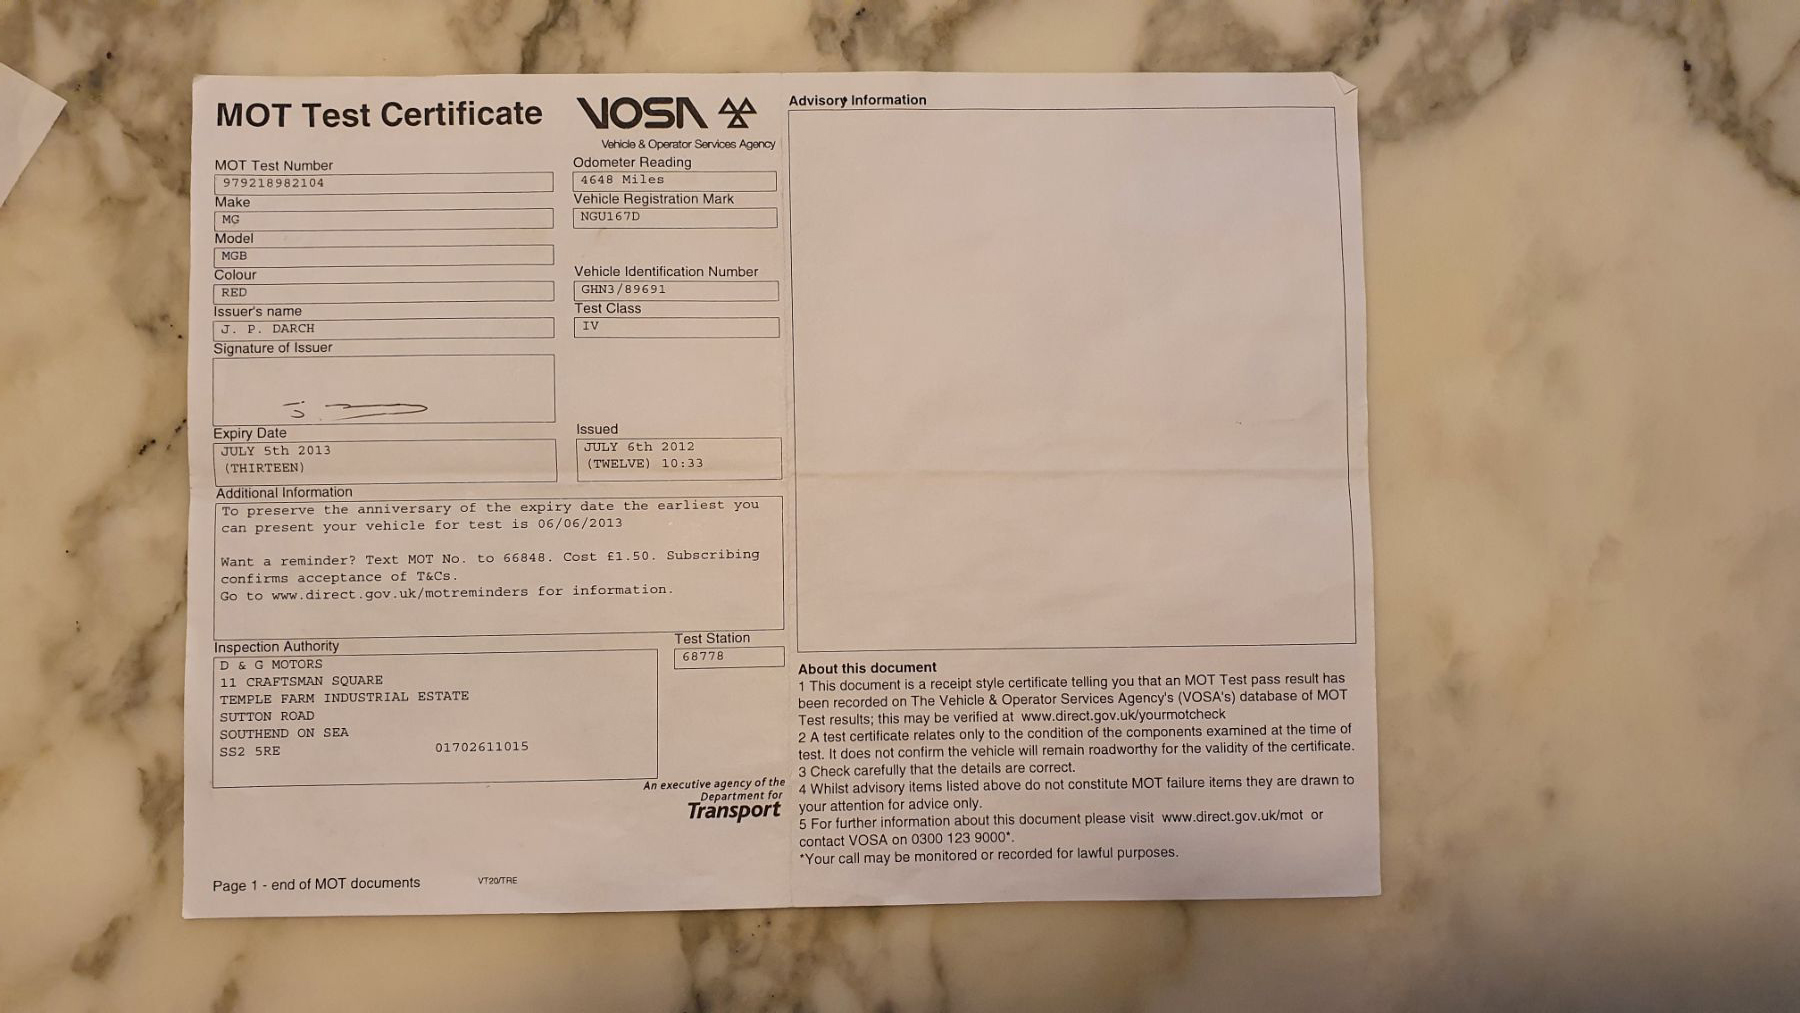 MOT Test Certificate
VOSA
Vehicle & Operator Services Agency
MOT Test Number
979218982104
Odometer Reading
4648 Miles
Make
MG
Vehicle Registration Mark
NGU167D
Model
MGB
Colour
RED
Vehicle Identification Number
GHN3/89691
Issuer's name
J. P. DARCH
Test Class
IV
Signature of Issuer
Expiry Date
JULY 5th 2013
(THIRTEEN)
Issued
JULY 6th 2012
(TWELVE) 10:33
Additional Information
To preserve the anniversary of the expiry date the earliest you
can present your vehicle for test is 06/06/2013
Want a reminder? Text MOT No. to 66848. Cost £1.50. Subscribing
confirms acceptance of T&Cs.
Go to www.direct.gov.uk/motreminders for information.
Inspection Authority
D & G MOTORS
11 CRAFTSMAN SQUARE
TEMPLE FARM INDUSTRIAL ESTATE
SUTTON ROAD
SOUTHEND ON SEA
SS2 5RE 01702611015
Test Station
68778
An executive agency of the
Department for
Transport
Page 1 - end of MOT documents
VT20/TRE
Advisory Information
About this document
1 This document is a receipt style certificate telling you that an MOT Test pass result has
been recorded on The Vehicle & Operator Services Agency's (VOSA's) database of MOT
Test results; this may be verified at www.direct.gov.uk/yourmotcheck
2 A test certificate relates only to the condition of the components examined at the time of
test. It does not confirm the vehicle will remain roadworthy for the validity of the certificate.
3 Check carefully that the details are correct.
4 Whilst advisory items listed above do not constitute MOT failure items they are drawn to
your attention for advice only.
5 For further information about this document please visit www.direct.gov.uk/mot or
contact VOSA on 0300 123 9000*.
*Your call may be monitored or recorded for lawful purposes.